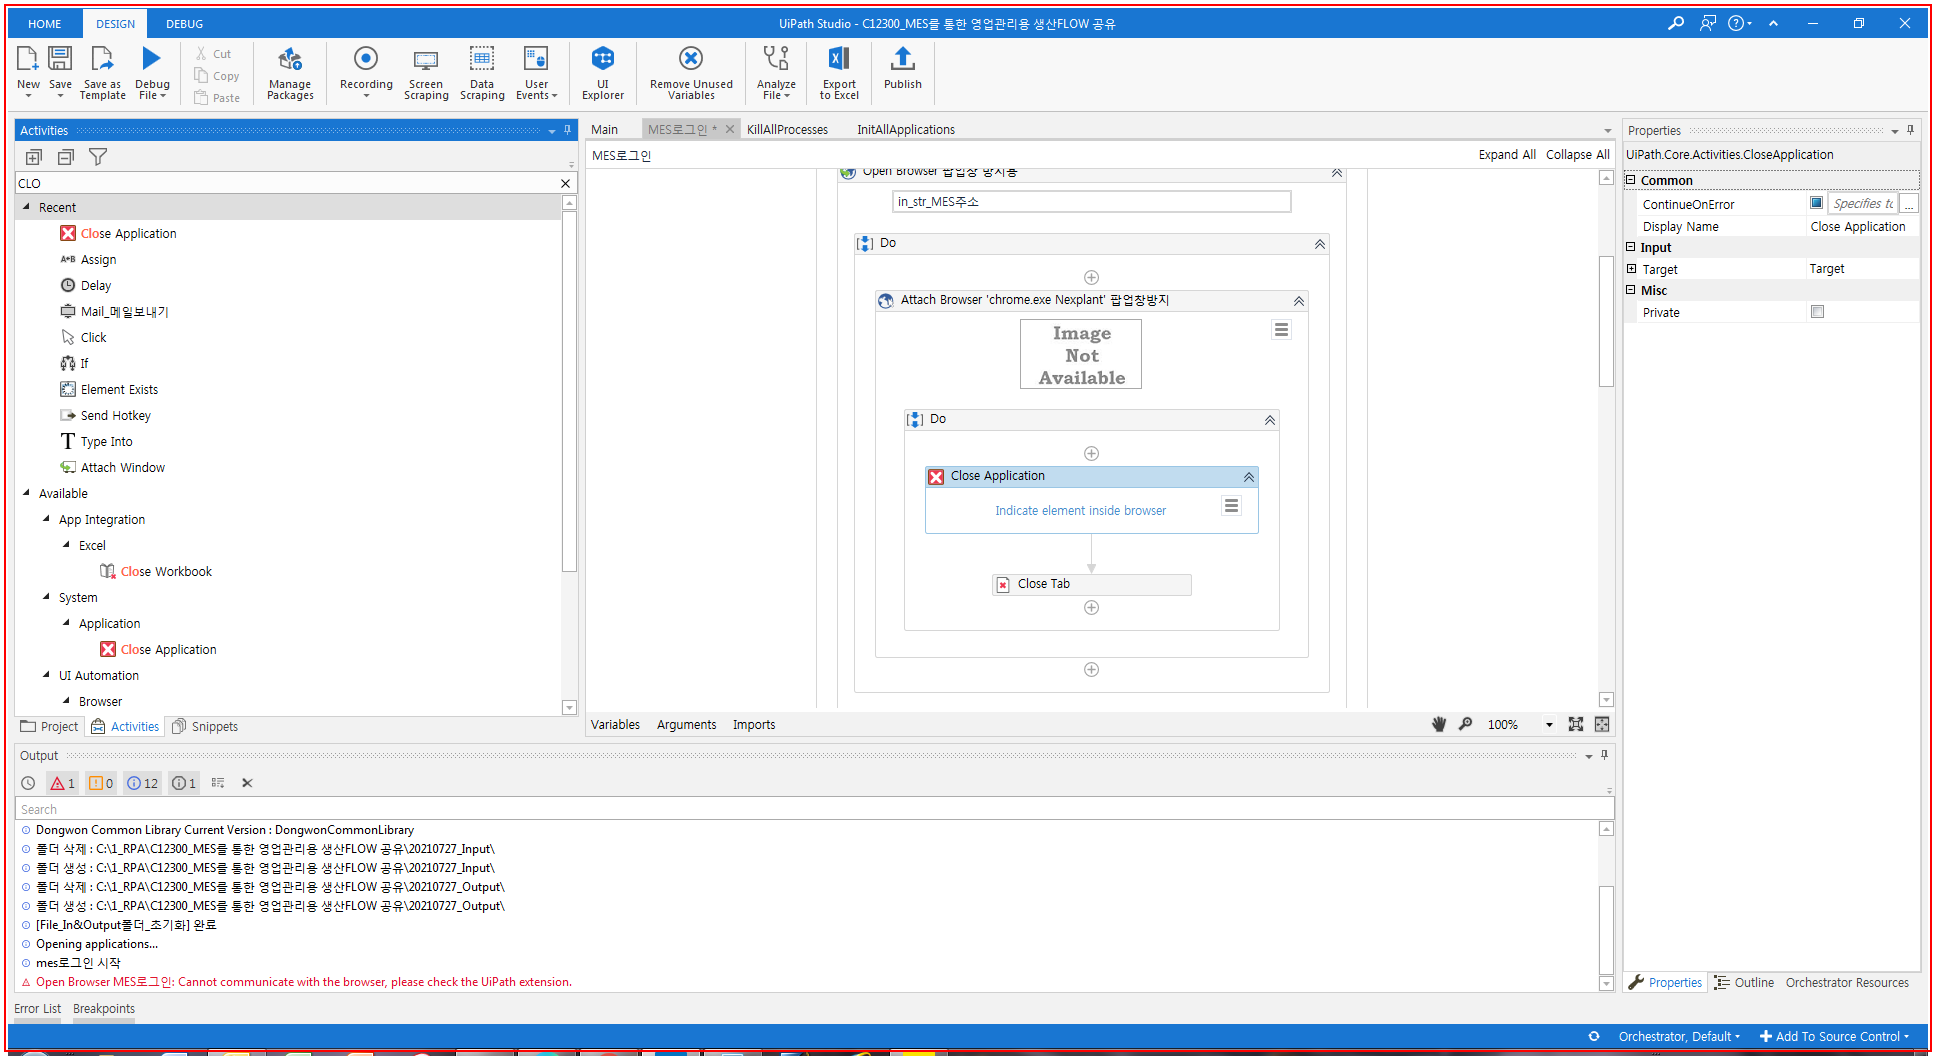 HOME DESIGN DEBUG
UiPath Studio - C12300_MES를 통한 영업관리용 생산FLOW 공유
New
Save
Save as
Template
Debug
File
Cut
Copy
Paste
Manage
Packages
Recording
Screen
Scraping
Data
Scraping
User
Events
UI
Explorer
Remove Unused
Variables
Analyze
File
Export
to Excel
Publish
Activities
CLO
Recent
Close Application
Assign
Delay
Mail_메일보내기
Click
If
Element Exists
Send Hotkey
Type Into
Attach Window
Available
App Integration
Excel
Close Workbook
System
Application
Close Application
UI Automation
Browser
Project Activities Snippets
Main MES로그인 * KillAllProcesses InitAllApplications
MES로그인
Expand All Collapse All
Open Browser 팝업창 방지용
in_str_MES주소
Do
Attach Browser 'chrome.exe Nexplant' 팝업창방지
Image
Not
Available
Do
Close Application
Indicate element inside browser
Close Tab
Variables Arguments Imports
100%
Properties
UiPath.Core.Activities.CloseApplication
Common
ContinueOnError Specifies to ...
Display Name Close Application
Input
Target Target
Misc
Private
Properties Outline Orchestrator Resources
Output
1 0 12 1
Search
Dongwon Common Library Current Version : DongwonCommonLibrary
폴더 삭제 : C:\1_RPA\C12300_MES를 통한 영업관리용 생산FLOW 공유\20210727_Input\
폴더 생성 : C:\1_RPA\C12300_MES를 통한 영업관리용 생산FLOW 공유\20210727_Input\
폴더 삭제 : C:\1_RPA\C12300_MES를 통한 영업관리용 생산FLOW 공유\20210727_Output\
폴더 생성 : C:\1_RPA\C12300_MES를 통한 영업관리용 생산FLOW 공유\20210727_Output\
[File_In&Output폴더_초기화] 완료
Opening applications...
mes로그인 시작
Open Browser MES로그인: Cannot communicate with the browser, please check the UiPath extension.
Error List Breakpoints
Orchestrator, Default Add To Source Control